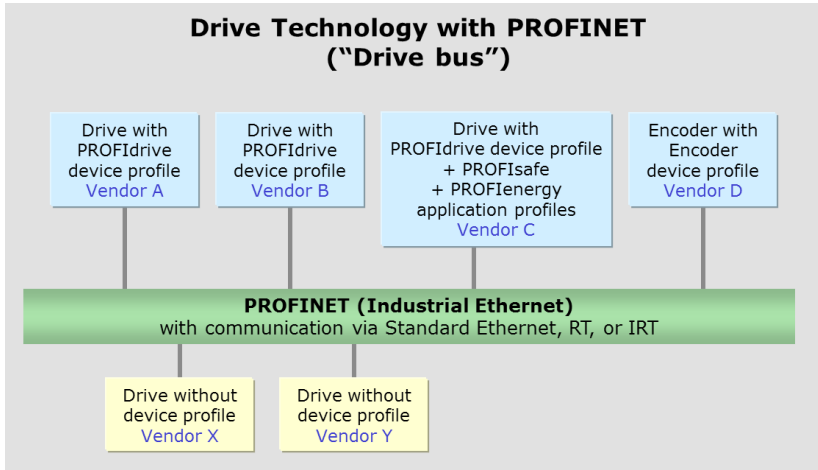 Drive Technology with PROFINET
(“Drive bus”)
Drive with
PROFIdrive
device profile
Vendor A
Drive with
PROFIdrive
device profile
Vendor B
Drive with
PROFIdrive device profile
+ PROFIsafe
+ PROFIenergy
application profiles
Vendor C
Encoder with
Encoder
device profile
Vendor D
PROFINET (Industrial Ethernet)
with communication via Standard Ethernet, RT, or IRT
Drive without
device profile
Vendor X
Drive without
device profile
Vendor Y